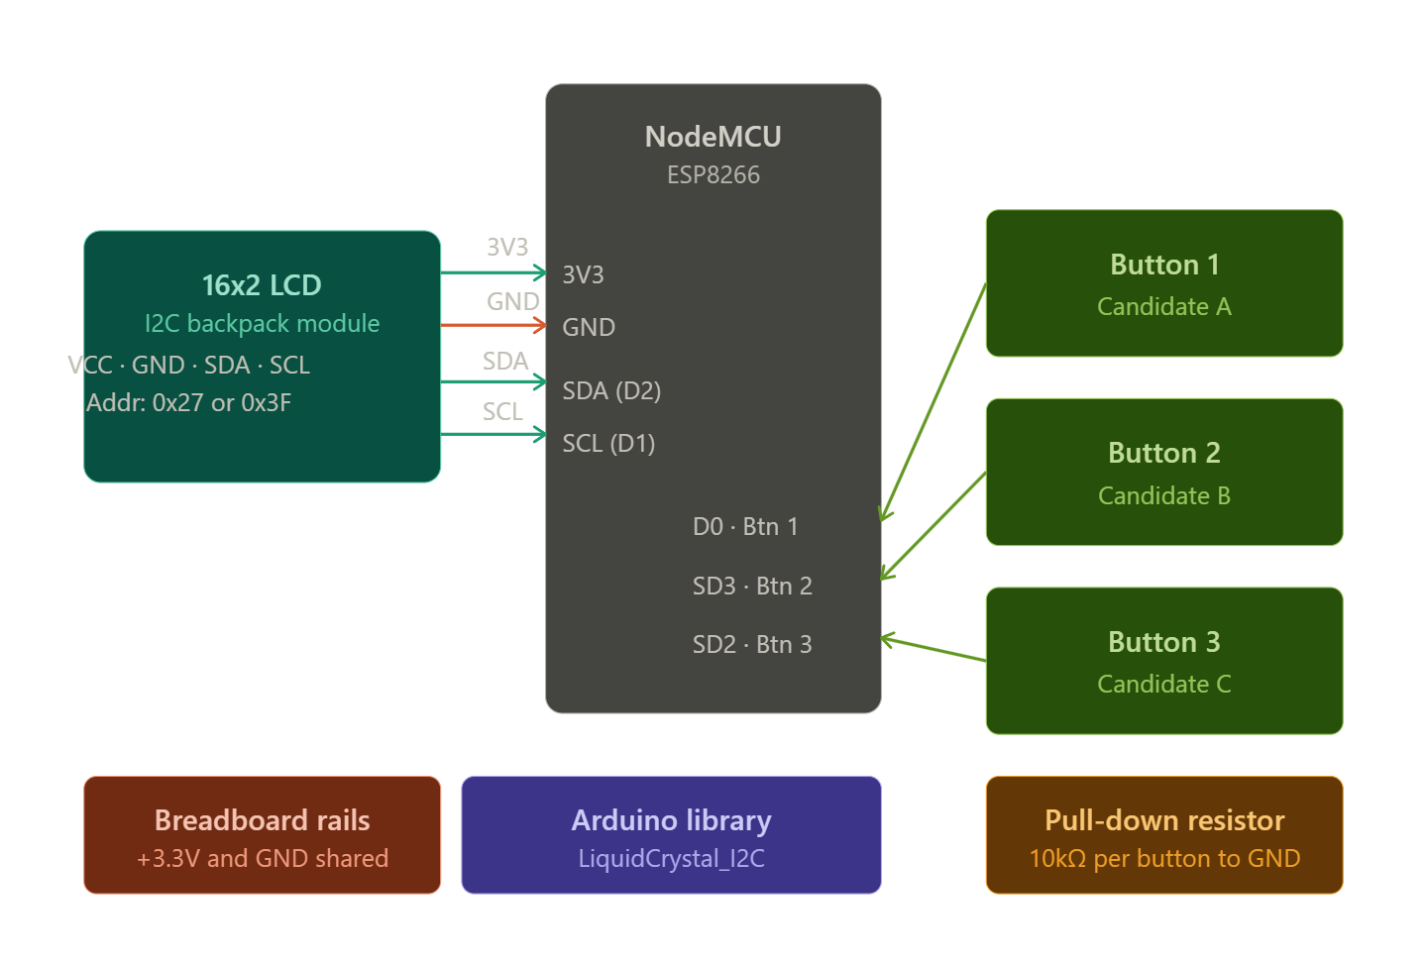 NodeMCU
ESP8266
16x2 LCD
I2C backpack module
VCC · GND · SDA · SCL
Addr: 0x27 or 0x3F
3V3
GND
SDA
SCL
3V3
GND
SDA (D2)
SCL (D1)
D0 · Btn 1
SD3 · Btn 2
SD2 · Btn 3
Button 1
Candidate A
Button 2
Candidate B
Button 3
Candidate C
Breadboard rails
+3.3V and GND shared
Arduino library
LiquidCrystal_I2C
Pull-down resistor
10kΩ per button to GND